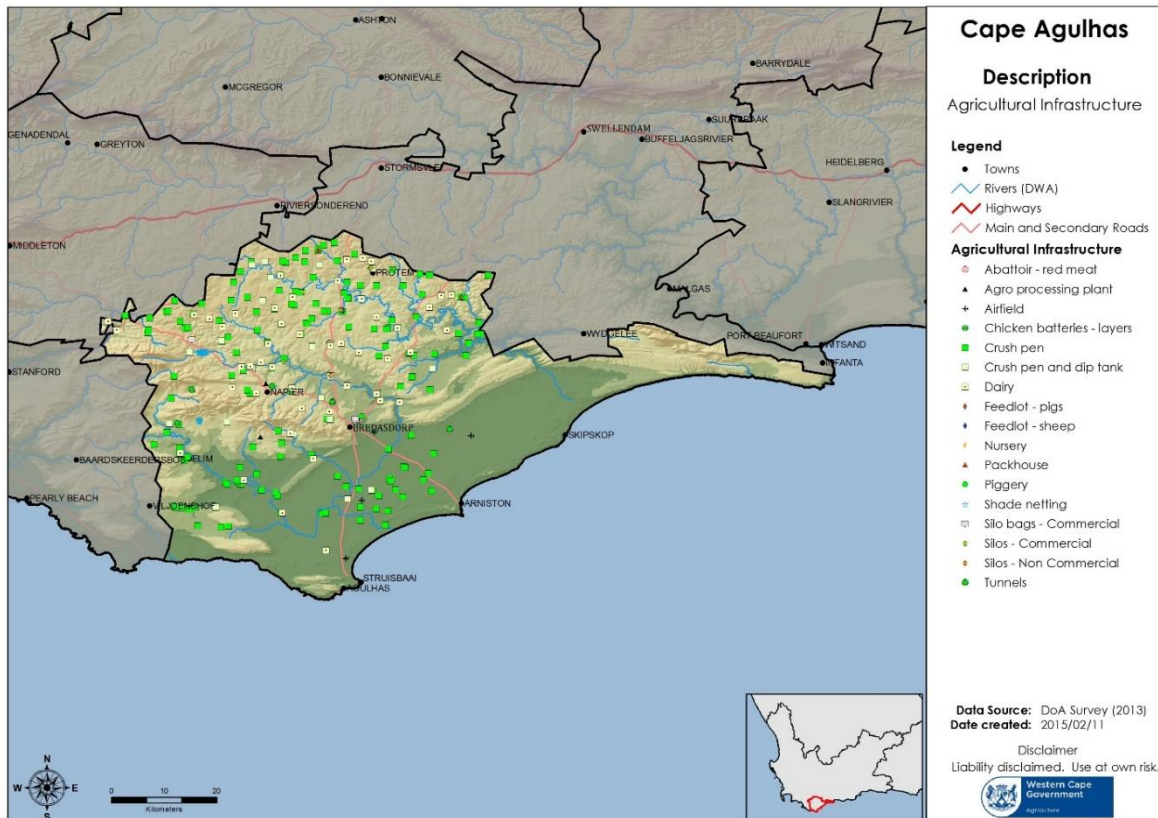 ASHTON
BARRYDALE
BONNIEVALE
MCGREGOR
SWELLENDAM
BUFFELJAGSRIVIER
GENADENDAL
GREYTON
HEIDELBERG
SLANGRIVIER
RIVIERSONDEREND
MIDDLETON
PROTEM
MALGAS
WYDGELEE
PORT BEAUFORT
WITSAND
INFANTA
STANFORD
NAPIER
BREDASDORP
SKIPSKOP
PEARLY BEACH
ARNISTON
STRUISBAAI
N
W
E
S
0
10
20
Kilometers
Cape Agulhas
Description
Agricultural Infrastructure
Legend
Towns
Rivers (DWA)
Highways
Main and Secondary Roads
Agricultural Infrastructure
Abattoir - red meat
Agro processing plant
Airfield
Chicken batteries - layers
Crush pen
Crush pen and dip tank
Dairy
Feedlot - pigs
Feedlot - sheep
Nursery
Packhouse
Piggery
Shade netting
Silo bags - Commercial
Silos - Commercial
Silos - Non Commercial
Tunnels
Data Source: DoA Survey (2013)
Date created: 2015/02/11
Disclaimer
Liability disclaimed. Use at own risk.
Western Cape
Government
Agriculture